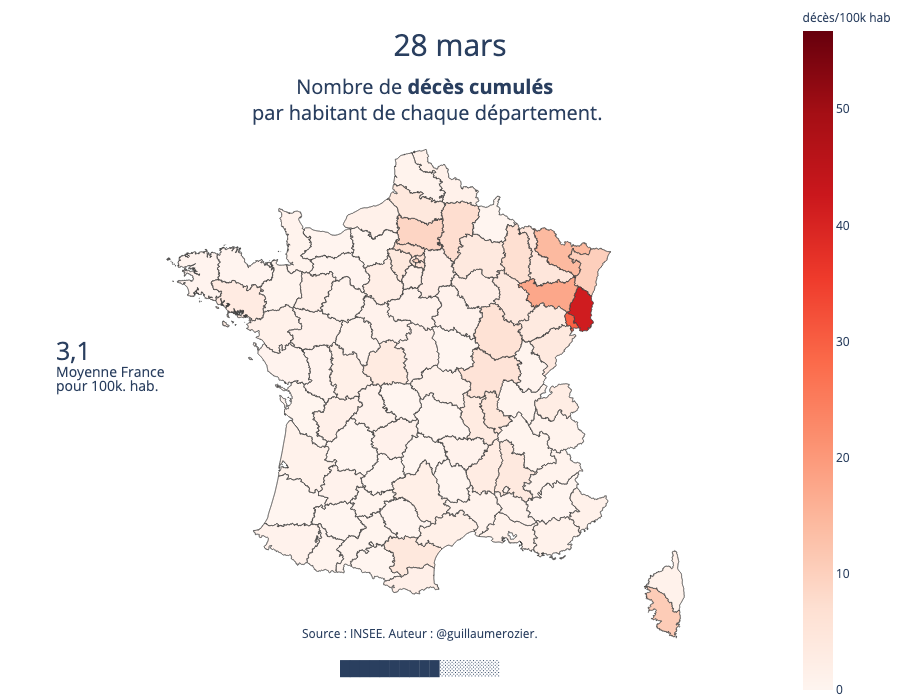 décès/100k hab
28 mars
Nombre de décès cumulés
par habitant de chaque département.
50
40
30
20
10
0
3,1
Moyenne France
pour 100k. hab.
Source : INSEE. Auteur : @guillaumerozier.